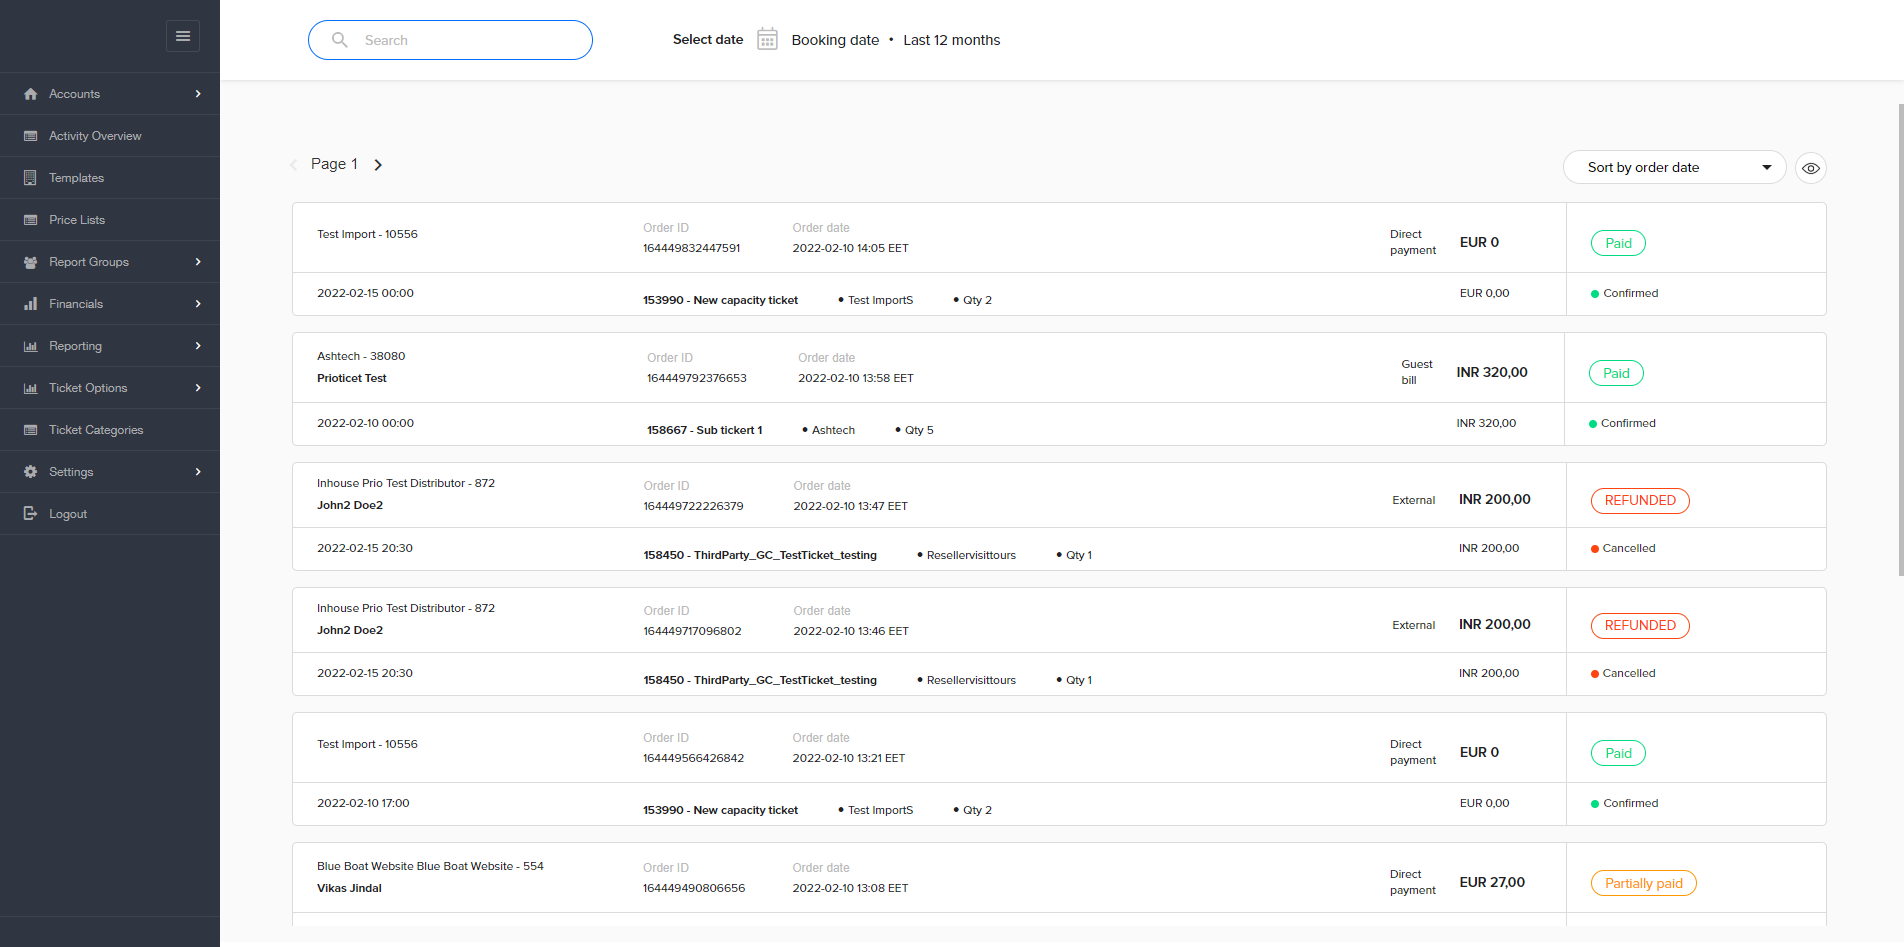 Search
Select date Booking date • Last 12 months
Accounts
Activity Overview
Templates
Price Lists
Report Groups
Financials
Reporting
Ticket Options
Ticket Categories
Settings
Logout
Page 1
Sort by order date
Test Import - 10556
Order ID
164449832447591
Order date
2022-02-10 14:05 EET
Direct
payment
EUR 0
Paid
2022-02-15 00:00
153990 - New capacity ticket • Test ImportS • Qty 2
EUR 0,00
Confirmed
Ashtech - 38080
Prioticet Test
Order ID
164449792376653
Order date
2022-02-10 13:58 EET
Guest
bill
INR 320,00
Paid
2022-02-10 00:00
158667 - Sub tickert 1 • Ashtech • Qty 5
INR 320,00
Confirmed
Inhouse Prio Test Distributor - 872
John2 Doe2
Order ID
164449722226379
Order date
2022-02-10 13:47 EET
External
INR 200,00
REFUNDED
2022-02-15 20:30
158450 - ThirdParty_GC_TestTicket_testing • Resellervisittours • Qty 1
INR 200,00
Cancelled
Inhouse Prio Test Distributor - 872
John2 Doe2
Order ID
164449717096802
Order date
2022-02-10 13:46 EET
External
INR 200,00
REFUNDED
2022-02-15 20:30
158450 - ThirdParty_GC_TestTicket_testing • Resellervisittours • Qty 1
INR 200,00
Cancelled
Test Import - 10556
Order ID
164449566426842
Order date
2022-02-10 13:21 EET
Direct
payment
EUR 0
Paid
2022-02-10 17:00
153990 - New capacity ticket • Test ImportS • Qty 2
EUR 0,00
Confirmed
Blue Boat Website Blue Boat Website - 554
Vikas Jindal
Order ID
164449490806656
Order date
2022-02-10 13:08 EET
Direct
payment
EUR 27,00
Partially paid